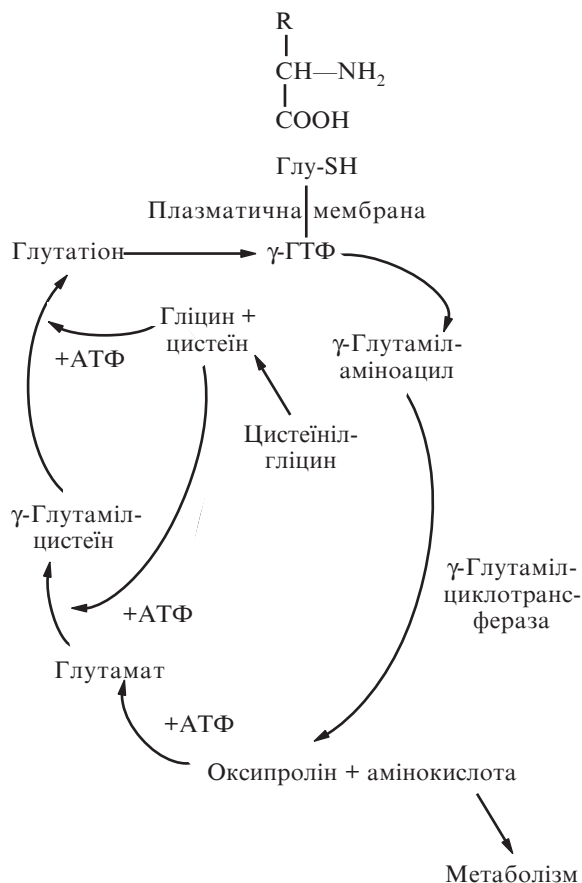 R
CH—NH₂
COOH
Глу-SH
Плазматична мембрана
Глутатіон
γ-ГТФ
Гліцин +
цистеїн
+АТФ
γ-Глутаміл-
аміноацил
Цистеїніл-
гліцин
γ-Глутаміл-
цистеїн
γ-Глутаміл-
циклотранс-
фераза
+АТФ
Глутамат
+АТФ
Оксипролін + амінокислота
Метаболізм